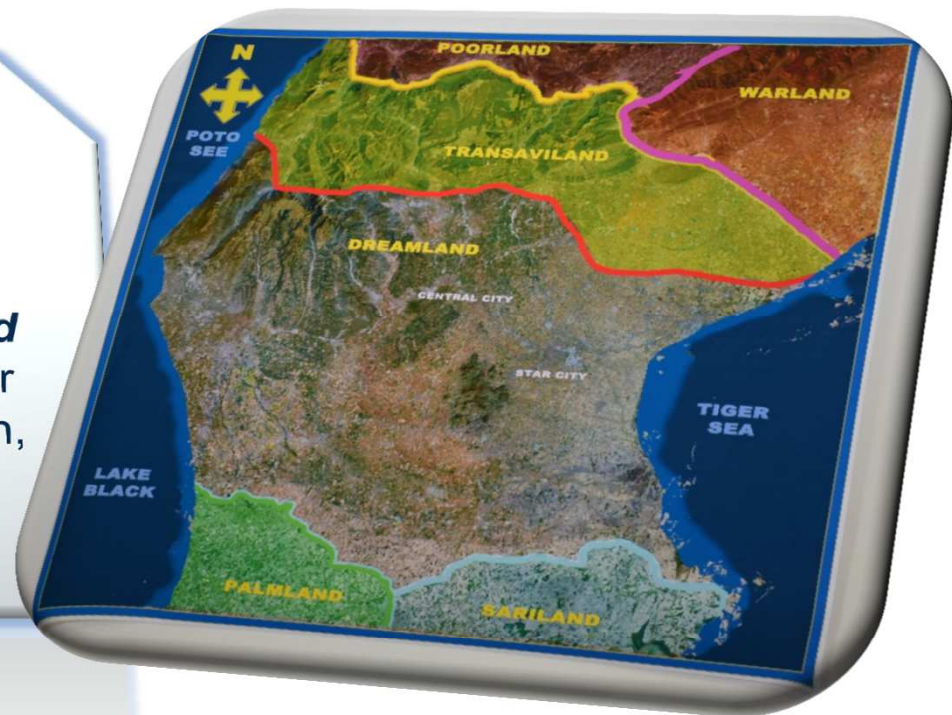 d
r
n,
N
POTO
SEE
POORLAND
WARLAND
TRANSAVILAND
DREAMLAND
CENTRAL CITY
STAR CITY
TIGER
SEA
LAKE
BLACK
PALMLAND
SARILAND